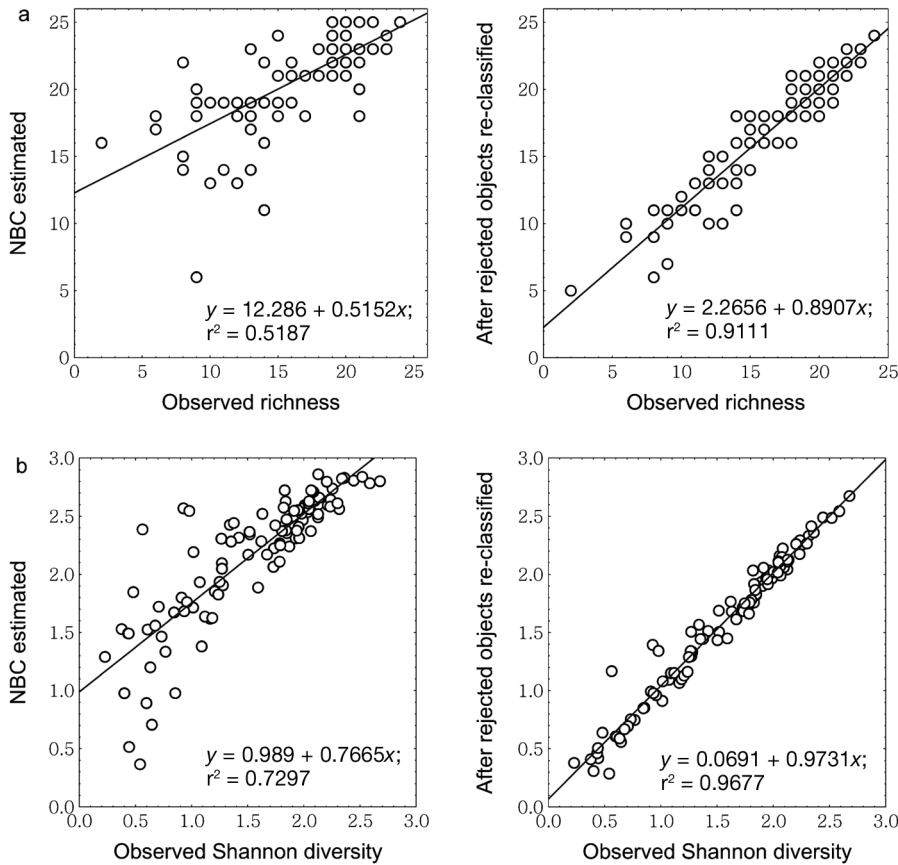 a
NBC estimated
25
20
15
10
5
0
0 5 10 15 20 25
Observed richness
y = 12.286 + 0.5152x;
r² = 0.5187
After rejected objects re-classified
25
20
15
10
5
0
0 5 10 15 20 25
Observed richness
y = 2.2656 + 0.8907x;
r² = 0.9111
b
NBC estimated
3.0
2.5
2.0
1.5
1.0
0.5
0.0
0.0 0.5 1.0 1.5 2.0 2.5 3.0
Observed Shannon diversity
y = 0.989 + 0.7665x;
r² = 0.7297
After rejected objects re-classified
3.0
2.5
2.0
1.5
1.0
0.5
0.0
0.0 0.5 1.0 1.5 2.0 2.5 3.0
Observed Shannon diversity
y = 0.0691 + 0.9731x;
r² = 0.9677